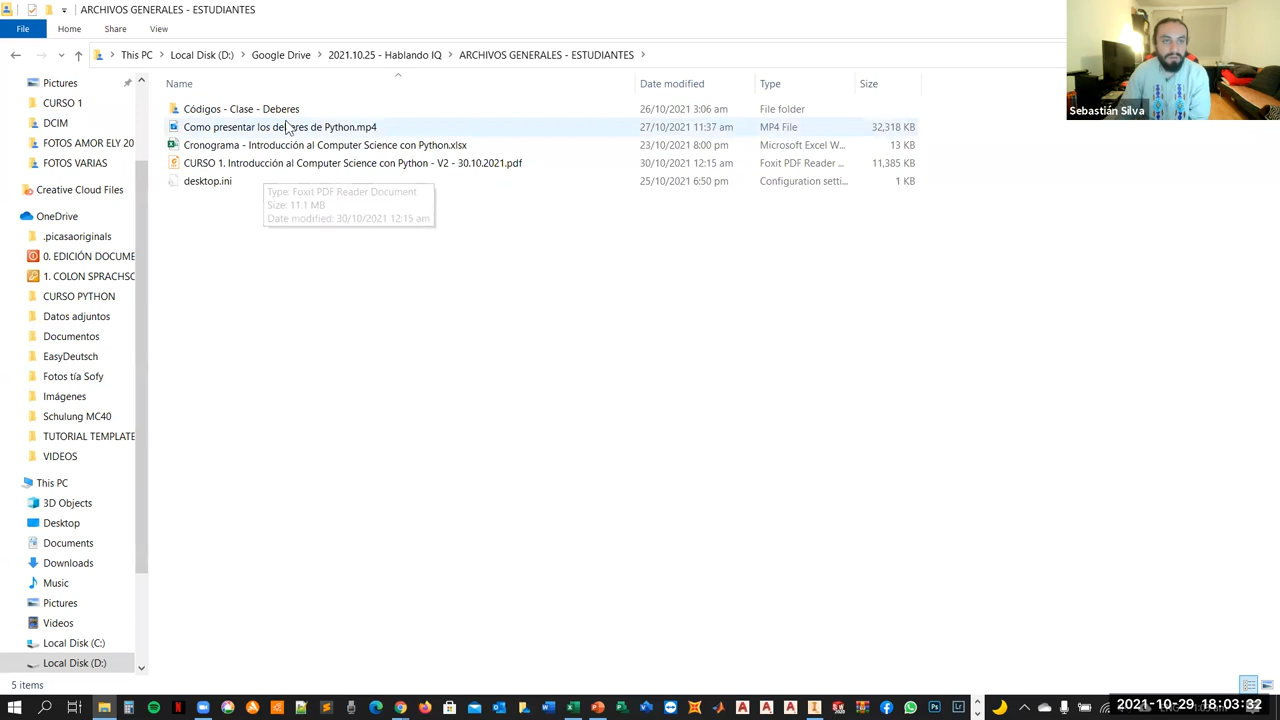 ARCHIVOS GENERALES - ESTUDIANTES
File Home Share View
This PC Local Disk (D:) Google Drive 2021.10.25 - Hablando IQ ARCHIVOS GENERALES - ESTUDIANTES
Name Date modified Type Size
Códigos - Clase - Deberes 26/10/2021 3:06 am File folder
Como presentar los deberes de Python.mp4 27/10/2021 11:37 am MP4 File 32,318 KB
Cronograma - Introducción al Computer Science con Python.xlsx 23/10/2021 8:00 pm Microsoft Excel W... 13 KB
CURSO 1. Introducción al Computer Science con Python - V2 - 30.10.2021.pdf 30/10/2021 12:15 am Foxit PDF Reader ... 11,385 KB
desktop.ini 25/10/2021 6:50 pm Configuration setti... 1 KB
Type: Foxit PDF Reader Document
Size: 11.1 MB
Date modified: 30/10/2021 12:15 am
Pictures
CURSO 1
DCIM
FOTOS AMOR ELY 20
FOTOS VARIAS
Creative Cloud Files
OneDrive
.picasaoriginals
0. EDICIÓN DOCUME
1. COLON SPRACHSC
CURSO PYTHON
Datos adjuntos
Documentos
EasyDeutsch
Fotos tía Sofy
Imágenes
Schulung MC40
TUTORIAL TEMPLATE
VIDEOS
This PC
3D Objects
Desktop
Documents
Downloads
Music
Pictures
Videos
Local Disk (C:)
Local Disk (D:)
5 items
Sebastián Silva
2021-10-29 18:03:32